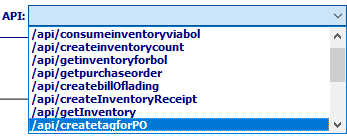 API:
/api/consumeinventoryviabol
/api/createinventorycount
/api/getinventoryforbol
/api/getpurchaseorder
/api/createbillOflading
/api/createInventoryReceipt
/api/getInventory
/api/createtagforPO